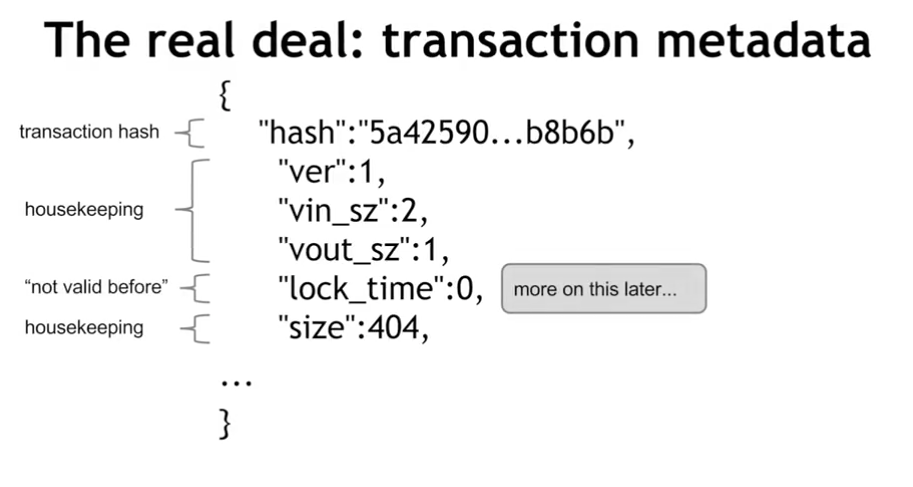 The real deal: transaction metadata
{
transaction hash
"hash":"5a42590...b8b6b",
housekeeping
"ver":1,
"vin_sz":2,
"vout_sz":1,
“not valid before”
"lock_time":0,
more on this later...
housekeeping
"size":404,
...
}